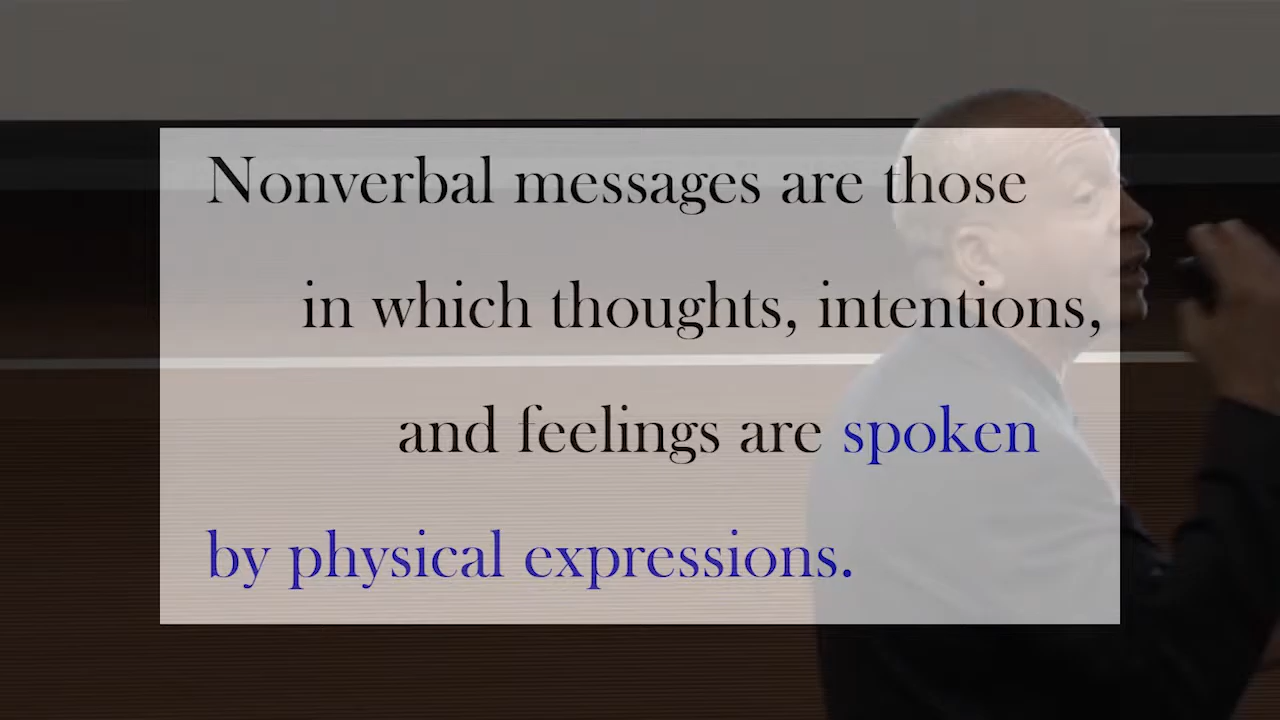 Nonverbal messages are those
in which thoughts, intentions,
and feelings are spoken
by physical expressions.